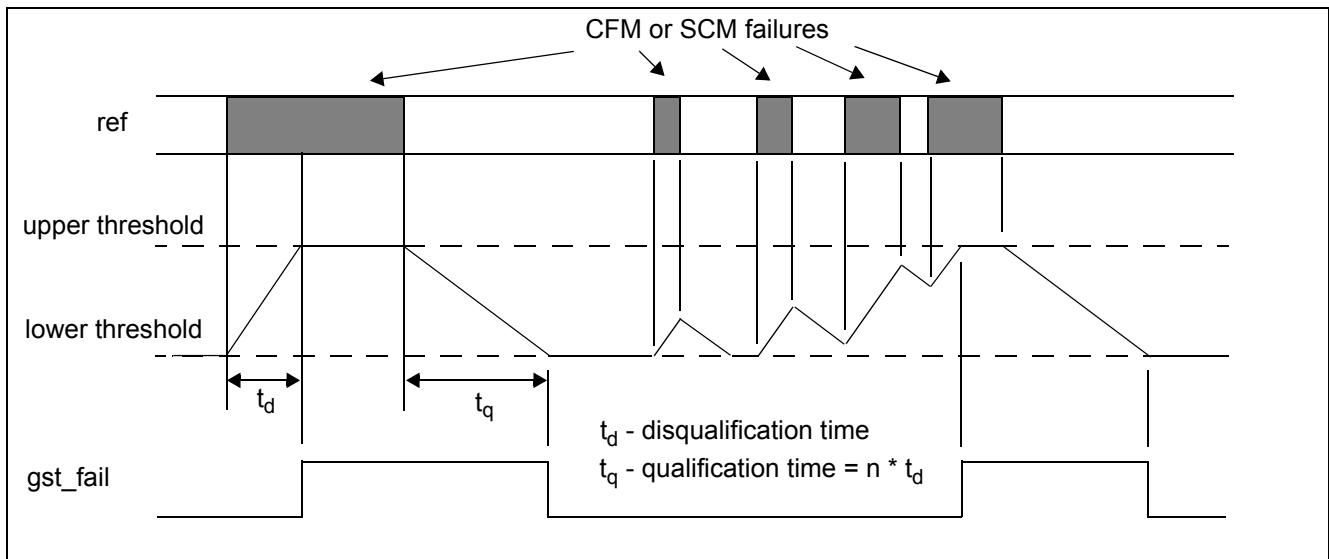 CFM or SCM failures
ref
upper threshold
lower threshold
td
tq
td - disqualification time
tq - qualification time = n * td
gst_fail